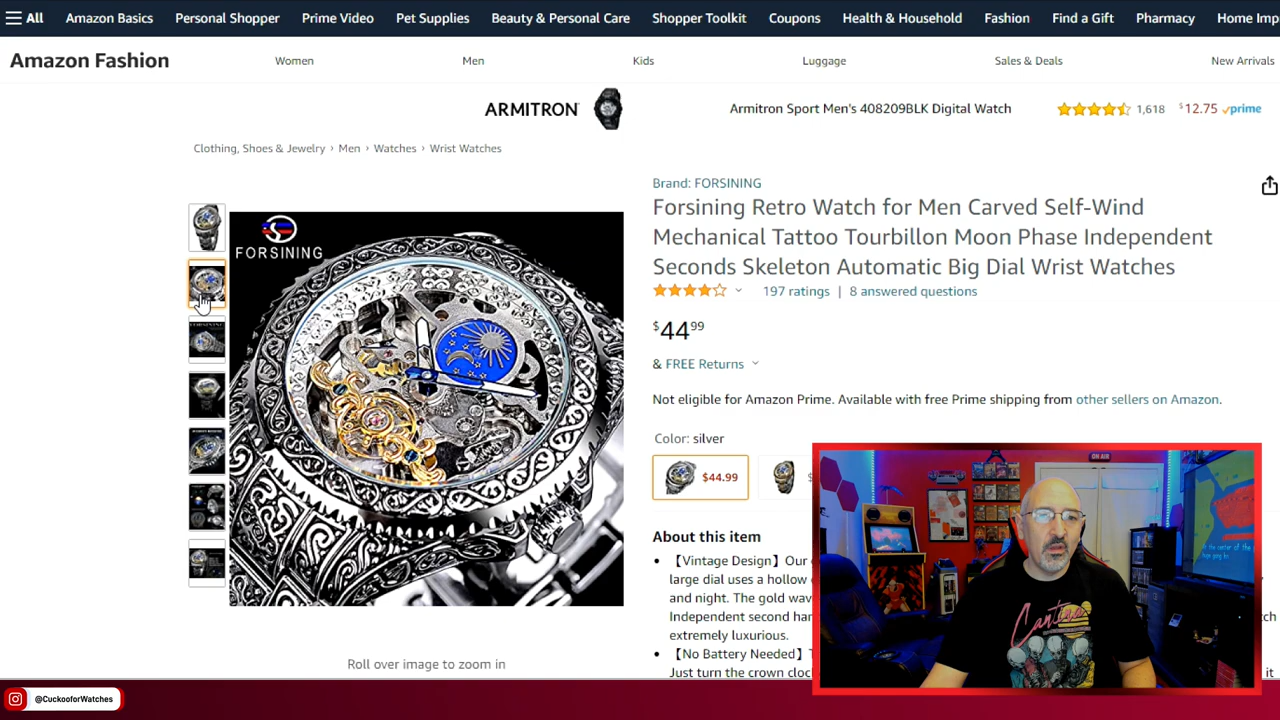 All Amazon Basics Personal Shopper Prime Video Pet Supplies Beauty & Personal Care Shopper Toolkit Coupons Health & Household Fashion Find a Gift Pharmacy Home Imp
Amazon Fashion Women Men Kids Luggage Sales & Deals New Arrivals
ARMITRON Armitron Sport Men's 408209BLK Digital Watch 1,618 $12.75 prime
Clothing, Shoes & Jewelry › Men › Watches › Wrist Watches
Brand: FORSINING
Forsining Retro Watch for Men Carved Self-Wind
Mechanical Tattoo Tourbillon Moon Phase Independent
Seconds Skeleton Automatic Big Dial Wrist Watches
197 ratings | 8 answered questions
$44.99
& FREE Returns
Not eligible for Amazon Prime. Available with free Prime shipping from other sellers on Amazon.
Color: silver
$44.99
About this item
• 【Vintage Design】Our
large dial uses a hollow
and night. The gold wav
Independent second har
extremely luxurious.
• 【No Battery Needed】T
Just turn the crown cloc
it
FORSINING
Roll over image to zoom in
ON AIR
Cantina
@CuckooforWatches